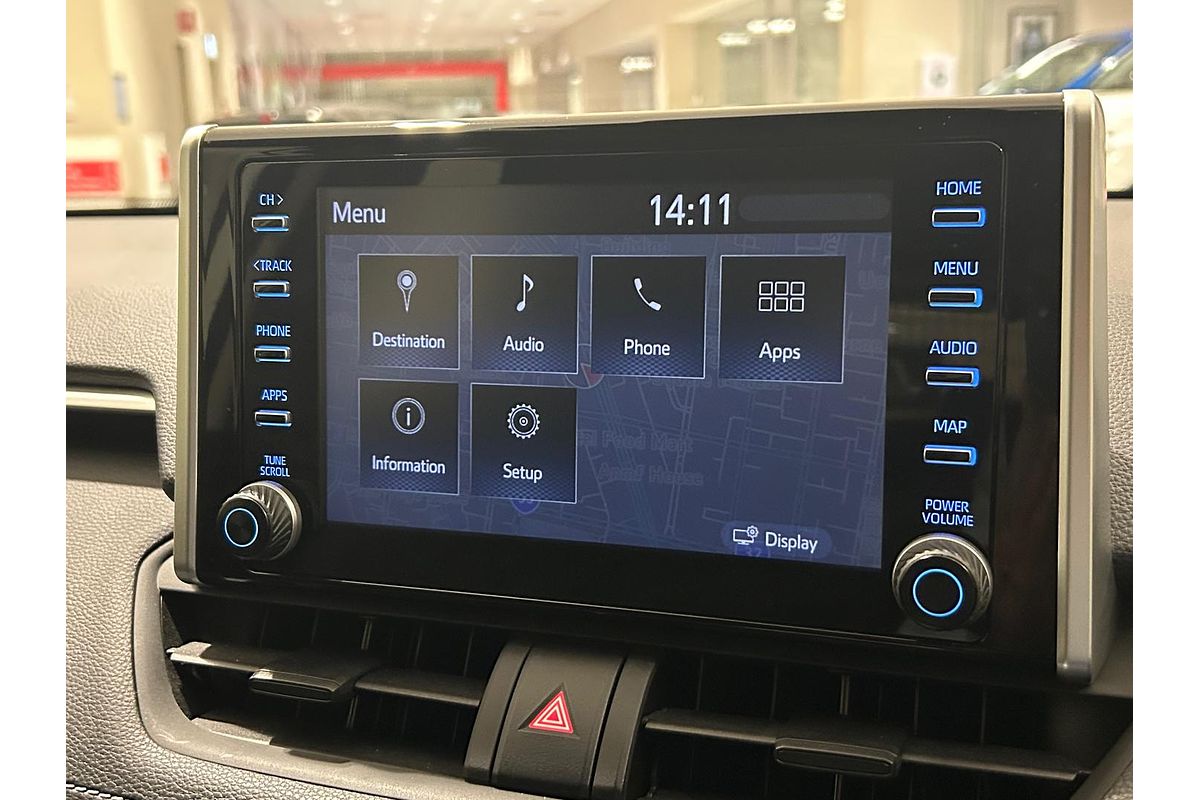 CH>
<TRACK
PHONE
APPS
TUNE
SCROLL
Menu
14:11
Destination
Audio
Phone
Apps
Information
Setup
Display
HOME
MENU
AUDIO
MAP
POWER
VOLUME